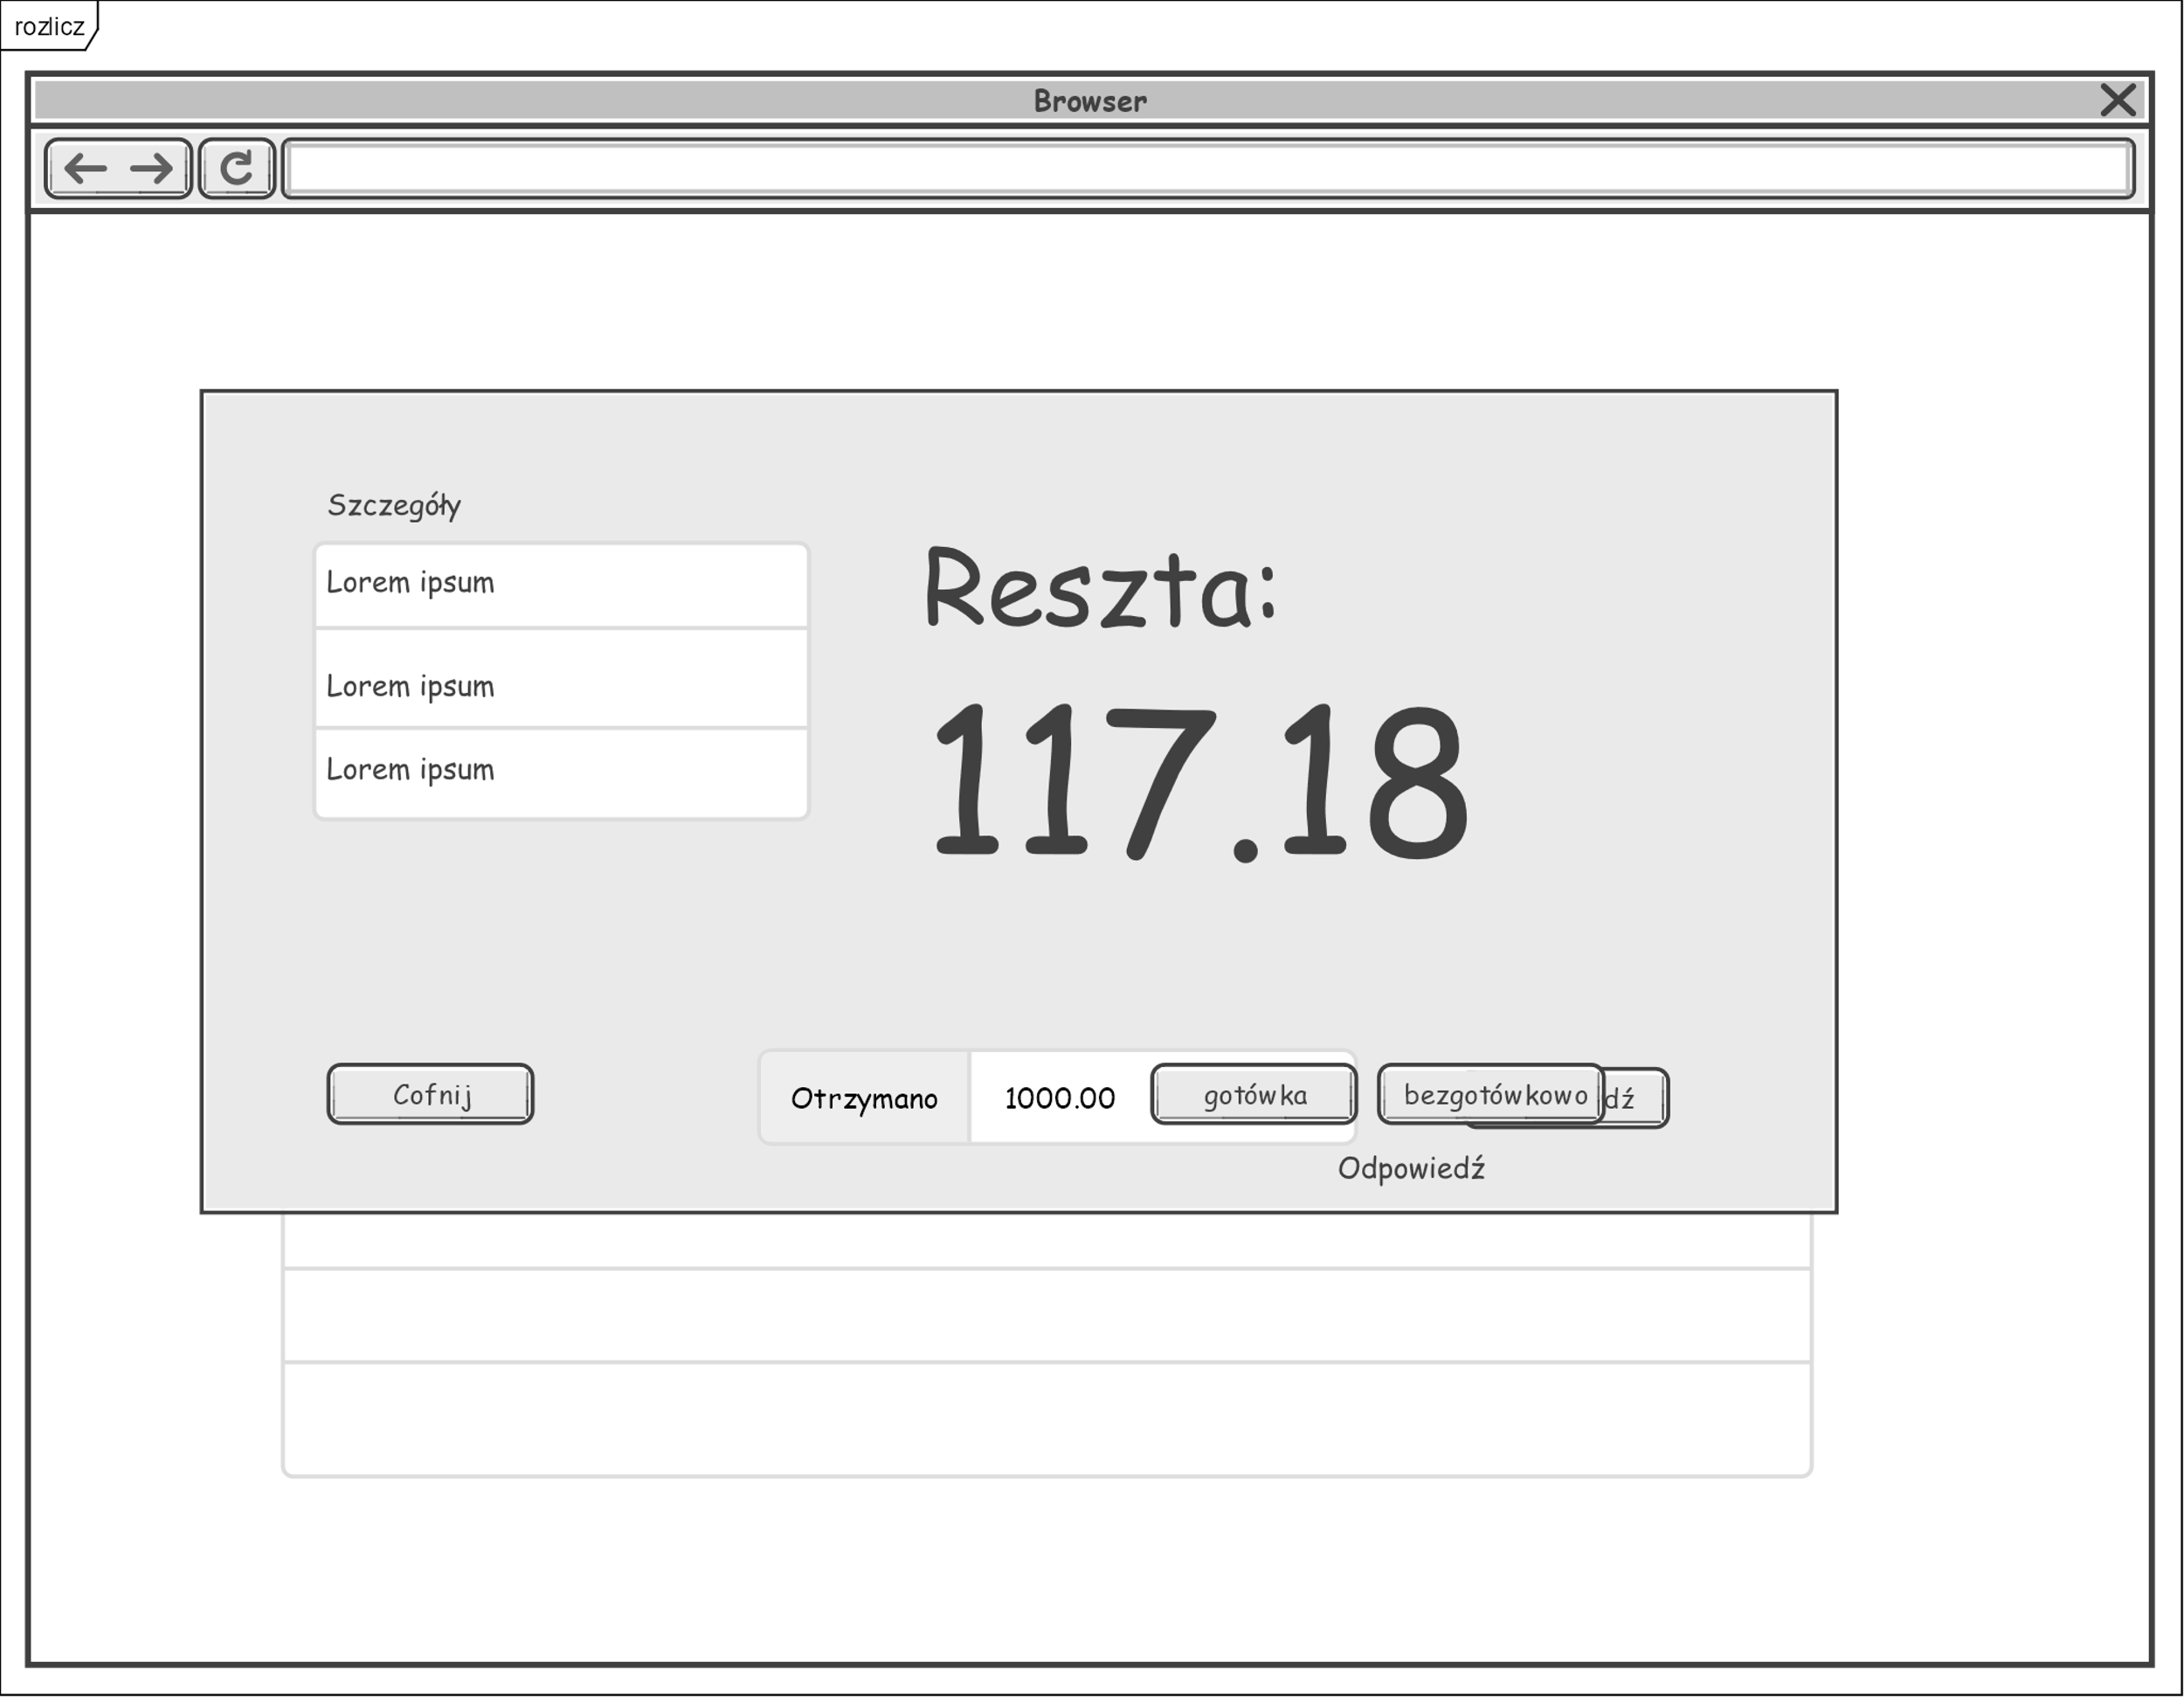 rozlicz
Browser
Szczegóły
Lorem ipsum
Lorem ipsum
Lorem ipsum
Reszta:
117.18
Cofnij
Otrzymano 1000.00 gotówka bezgotówkowo dź
Odpowiedź